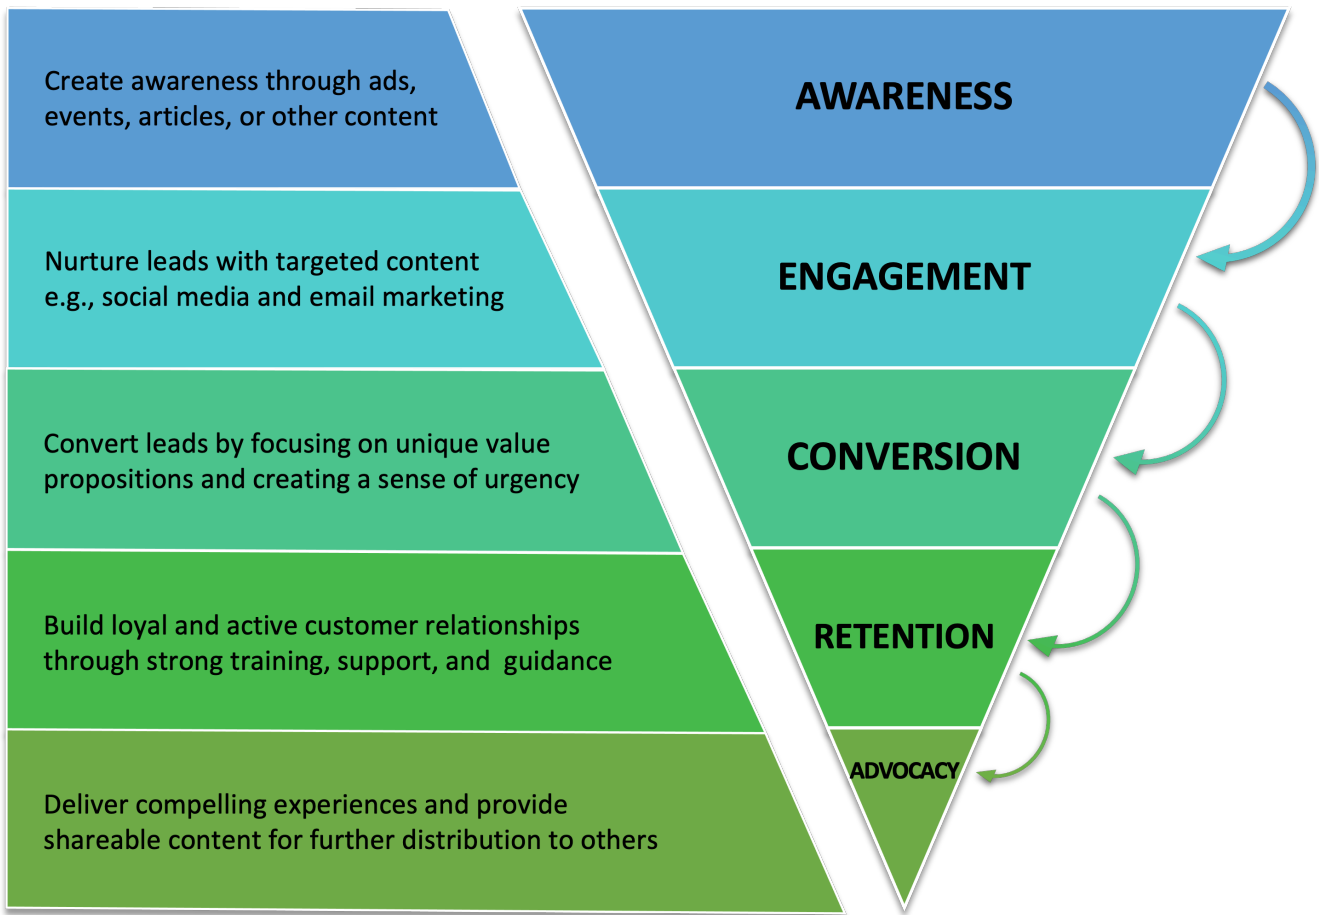 Create awareness through ads,
events, articles, or other content
AWARENESS
Nurture leads with targeted content
e.g., social media and email marketing
ENGAGEMENT
Convert leads by focusing on unique value
propositions and creating a sense of urgency
CONVERSION
Build loyal and active customer relationships
through strong training, support, and  guidance
RETENTION
Deliver compelling experiences and provide
shareable content for further distribution to others
ADVOCACY